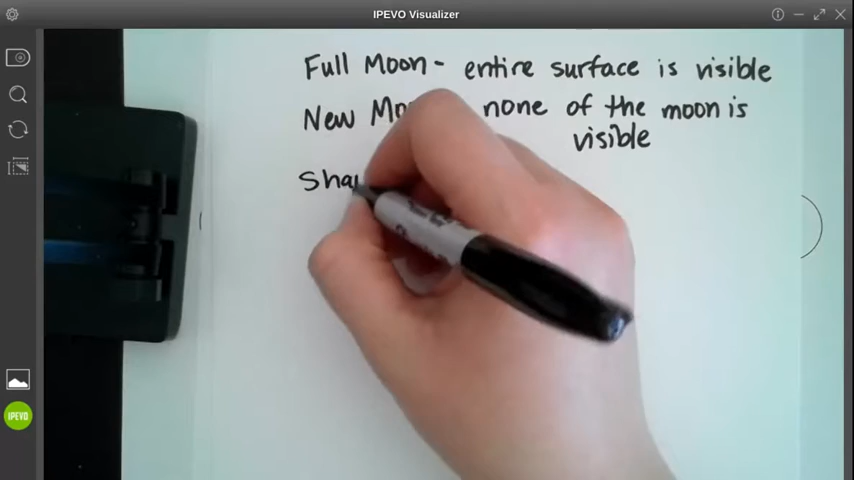 IPEVO Visualizer
Full Moon - entire surface is visible
New Mo none of the moon is
visible
Sha
IPEVO